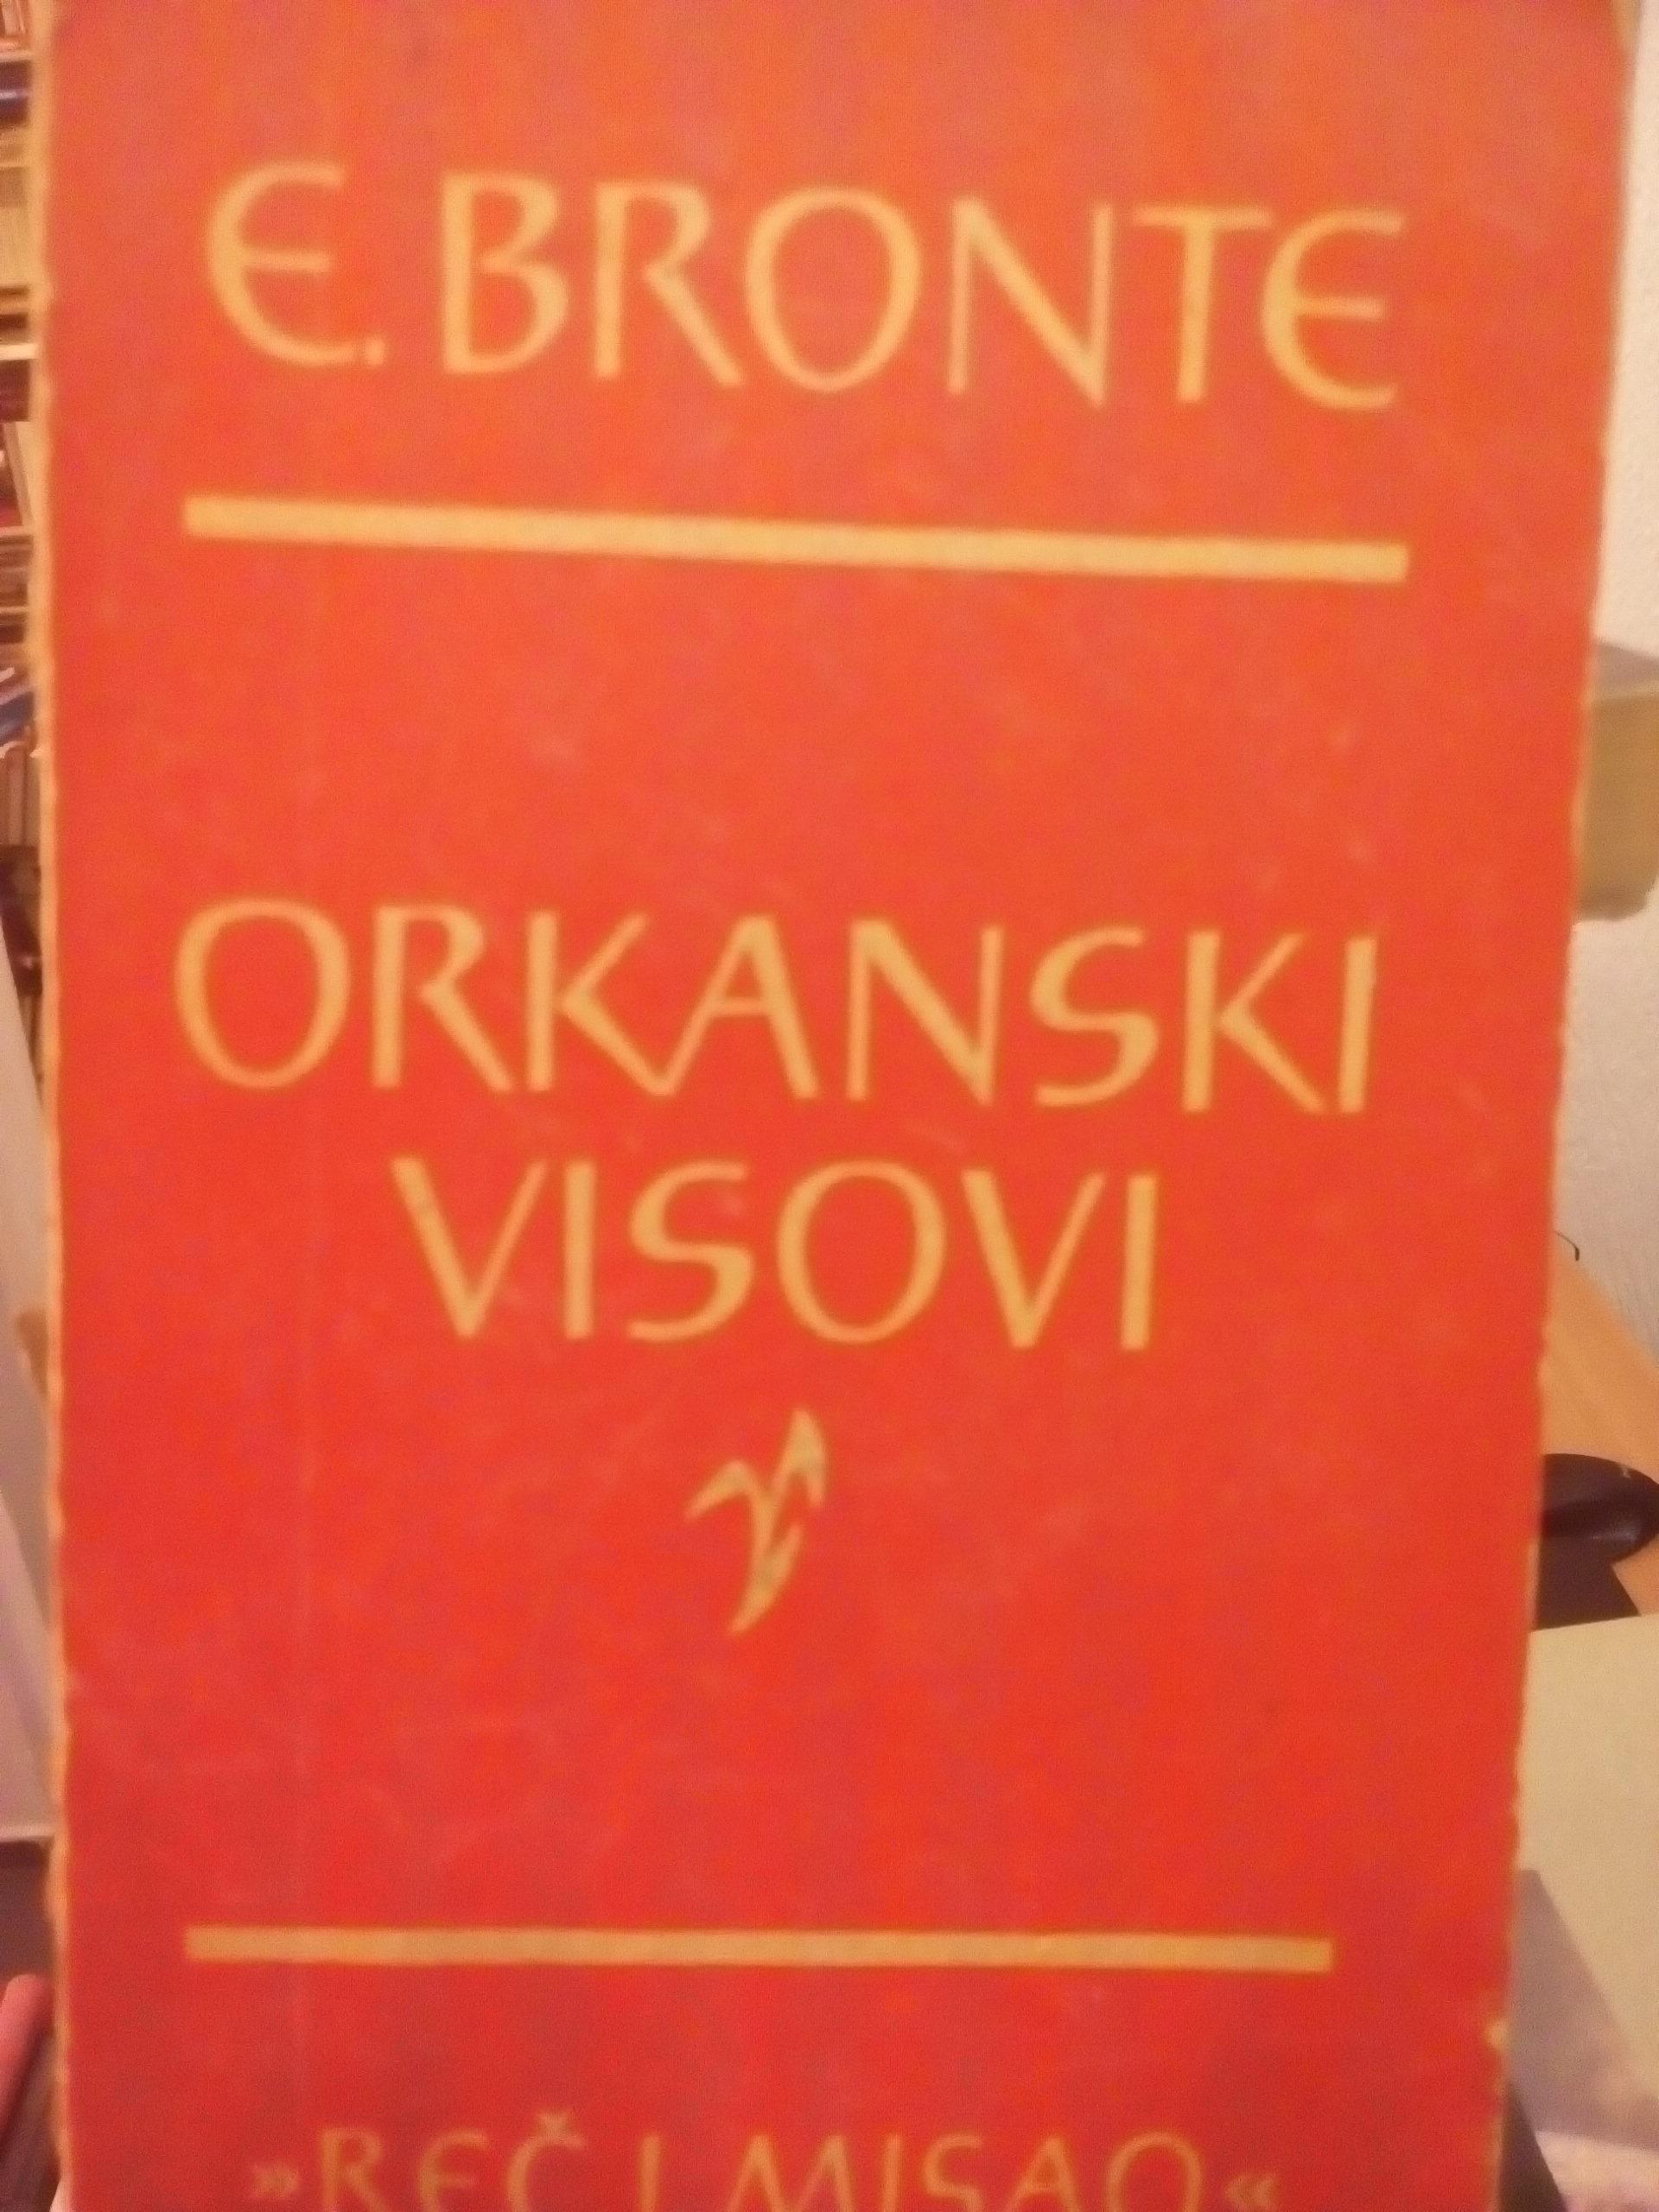 E. BRONTE
ORKANSKI
VISOVI
»REČ I MISAO«